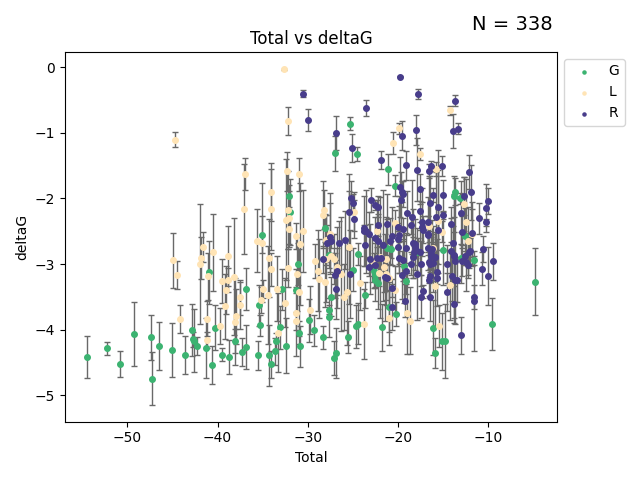 N = 338
Total vs deltaG
G
L
R
deltaG
0
−1
−2
−3
−4
−5
−50 −40 −30 −20 −10
Total